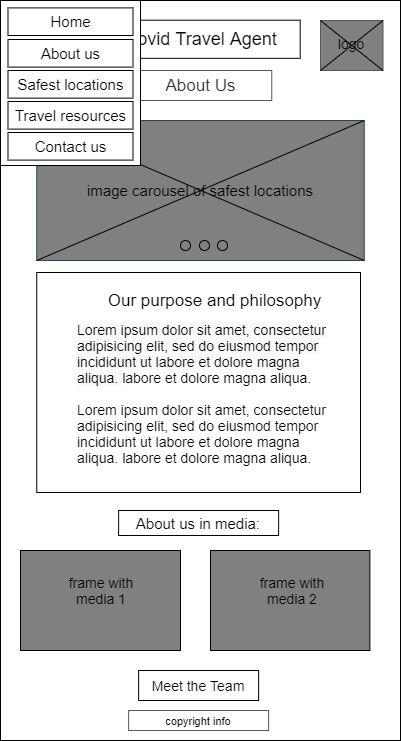 Home
About us
Safest locations
Travel resources
Contact us
Travel Agent
logo
About Us
image carousel of safest locations
Our purpose and philosophy
Lorem ipsum dolor sit amet, consectetur
adipisicing elit, sed do eiusmod tempor
incididunt ut labore et dolore magna
aliqua. labore et dolore magna aliqua.
Lorem ipsum dolor sit amet, consectetur
adipisicing elit, sed do eiusmod tempor
incididunt ut labore et dolore magna
aliqua. labore et dolore magna aliqua.
About us in media:
frame with
media 1
frame with
media 2
Meet the Team
copyright info